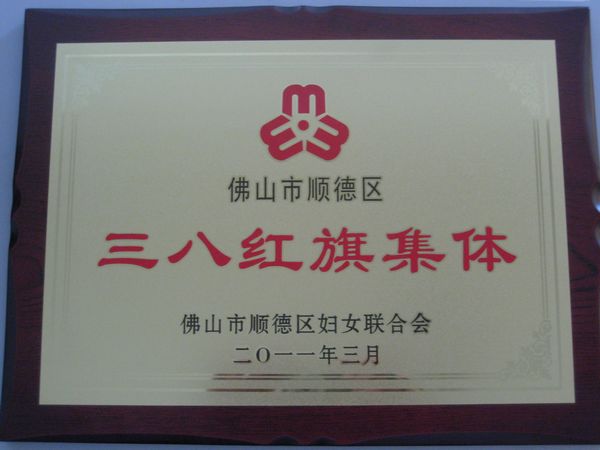 佛山市顺德区
三八红旗集体
佛山市顺德区妇女联合会
二〇一一年三月